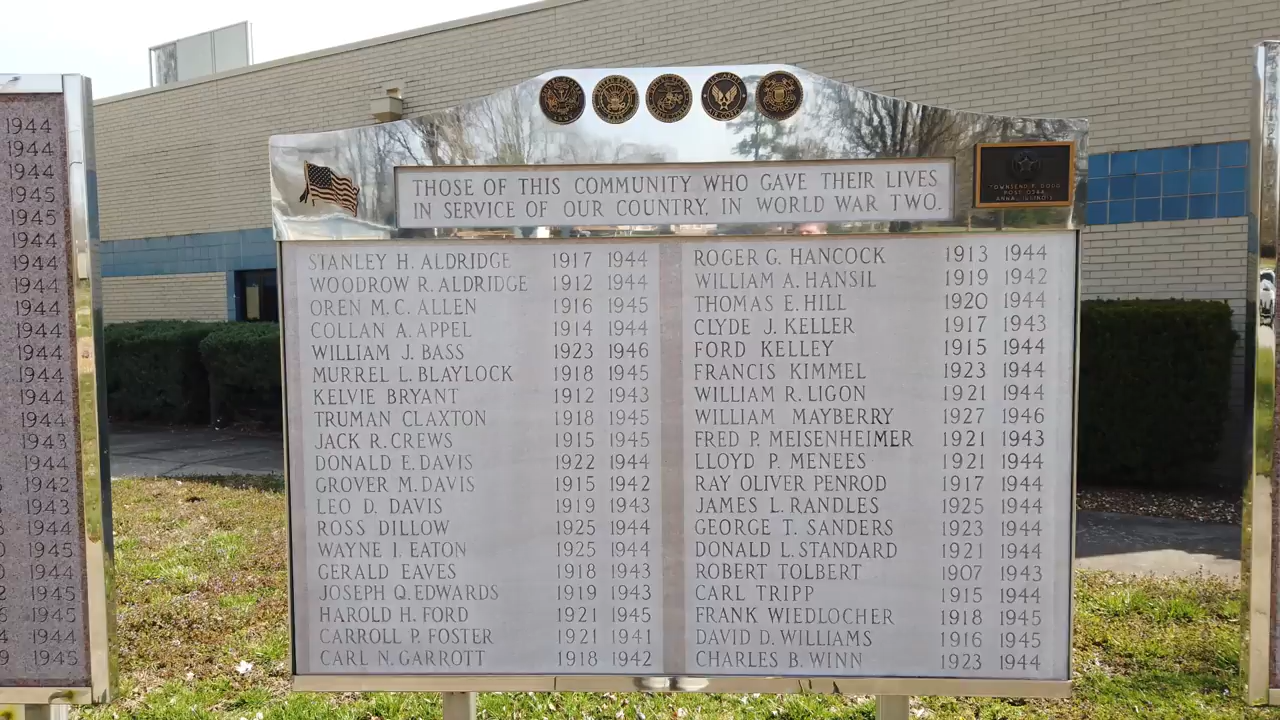 THOSE OF THIS COMMUNITY WHO GAVE THEIR LIVES
IN SERVICE OF OUR COUNTRY, IN WORLD WAR TWO.
ANNA, ILLINOIS
STANLEY H. ALDRIDGE 1917 1944
WOODROW R. ALDRIDGE 1912 1944
OREN M. C. ALLEN 1916 1945
COLLAN A. APPEL 1914 1944
WILLIAM J. BASS 1923 1946
MURREL L. BLAYLOCK 1918 1945
KELVIE BRYANT 1912 1943
TRUMAN CLAXTON 1918 1945
JACK R. CREWS 1915 1945
DONALD E. DAVIS 1922 1944
GROVER M. DAVIS 1915 1942
LEO D. DAVIS 1919 1943
ROSS DILLOW 1925 1944
WAYNE I. EATON 1925 1944
GERALD EAVES 1918 1943
JOSEPH Q. EDWARDS 1919 1943
HAROLD H. FORD 1921 1945
CARROLL P. FOSTER 1921 1941
CARL N. GARROTT 1918 1942
ROGER G. HANCOCK 1913 1944
WILLIAM A. HANSIL 1919 1942
THOMAS E. HILL 1920 1944
CLYDE J. KELLER 1917 1943
FORD KELLEY 1915 1944
FRANCIS KIMMEL 1923 1944
WILLIAM R. LIGON 1921 1944
WILLIAM MAYBERRY 1927 1946
FRED P. MEISENHEIMER 1921 1943
LLOYD P. MENEES 1921 1944
RAY OLIVER PENROD 1917 1944
JAMES L. RANDLES 1925 1944
GEORGE T. SANDERS 1923 1944
DONALD L. STANDARD 1921 1944
ROBERT TOLBERT 1907 1943
CARL TRIPP 1915 1944
FRANK WIEDLOCHER 1918 1945
DAVID D. WILLIAMS 1916 1945
CHARLES B. WINN 1923 1944
1944
1944
1944
1945
1945
1944
1944
1944
1944
1944
1944
1944
1944
1944
1943
1944
1942
1943
1944
1945
1944
1945
1945
1944
1945